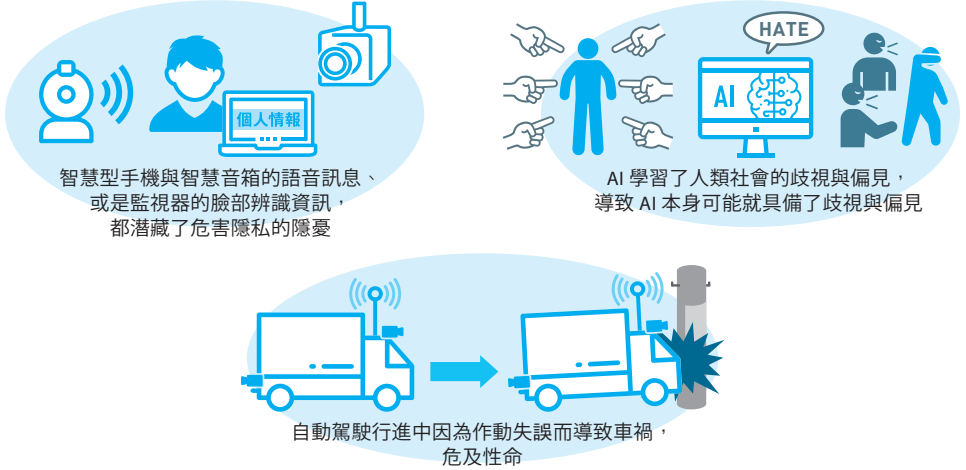 個人情報
智慧型手機與智慧音箱的語音訊息、
或是監視器的臉部辨識資訊，
都潛藏了危害隱私的隱憂
HATE
AI
AI 學習了人類社會的歧視與偏見，
導致 AI 本身可能就具備了歧視與偏見
自動駕駛行進中因為作動失誤而導致車禍，
危及性命